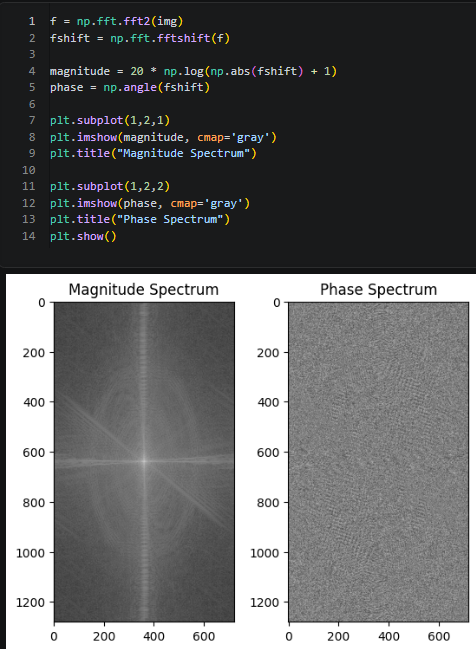 1 f = np.fft.fft2(img)
2 fshift = np.fft.fftshift(f)
3
4 magnitude = 20 * np.log(np.abs(fshift) + 1)
5 phase = np.angle(fshift)
6
7 plt.subplot(1,2,1)
8 plt.imshow(magnitude, cmap='gray')
9 plt.title("Magnitude Spectrum")
10
11 plt.subplot(1,2,2)
12 plt.imshow(phase, cmap='gray')
13 plt.title("Phase Spectrum")
14 plt.show()
Magnitude Spectrum Phase Spectrum
0 0
200 200
400 400
600 600
800 800
1000 1000
1200 1200
0 200 400 600 0 200 400 600